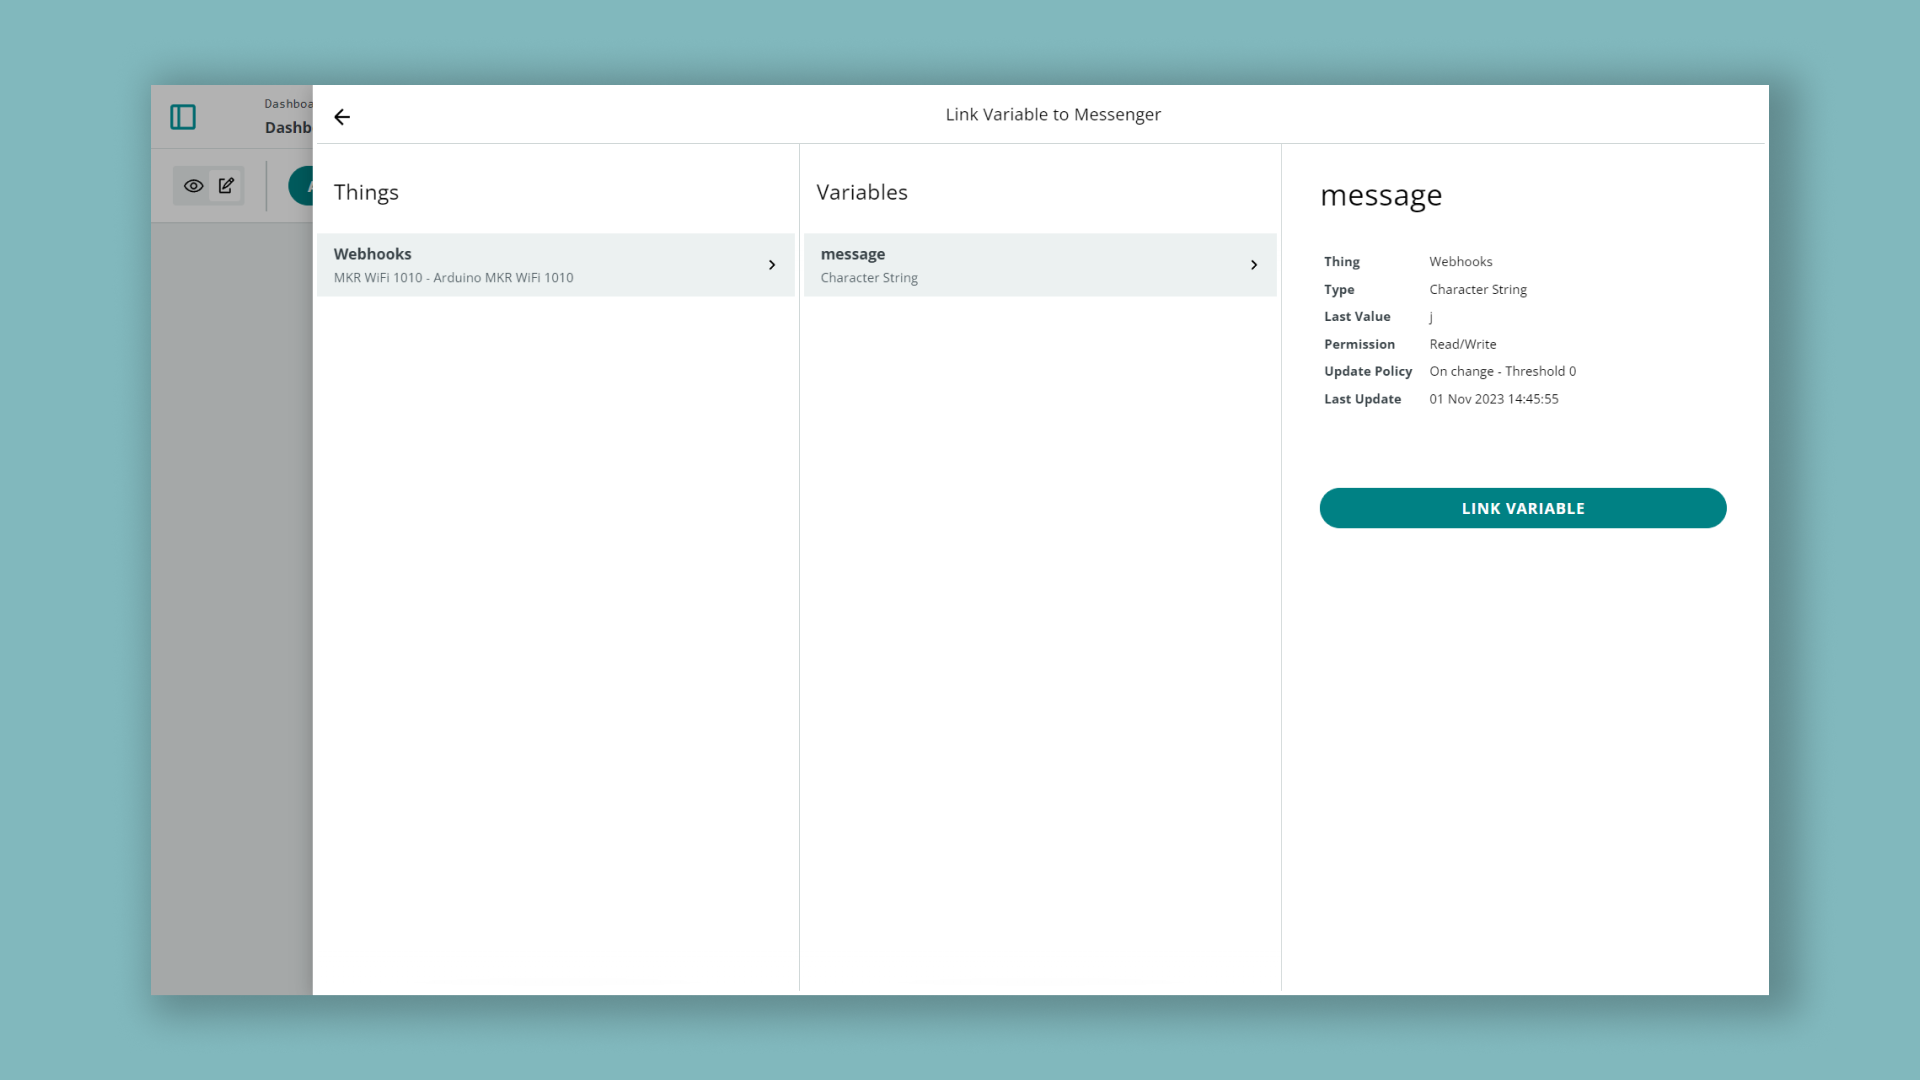 Dashboa
Dashb
A
Link Variable to Messenger
Things
Webhooks
MKR WiFi 1010 - Arduino MKR WiFi 1010
Variables
message
Character String
message
Thing Webhooks
Type Character String
Last Value j
Permission Read/Write
Update Policy On change - Threshold 0
Last Update 01 Nov 2023 14:45:55
LINK VARIABLE